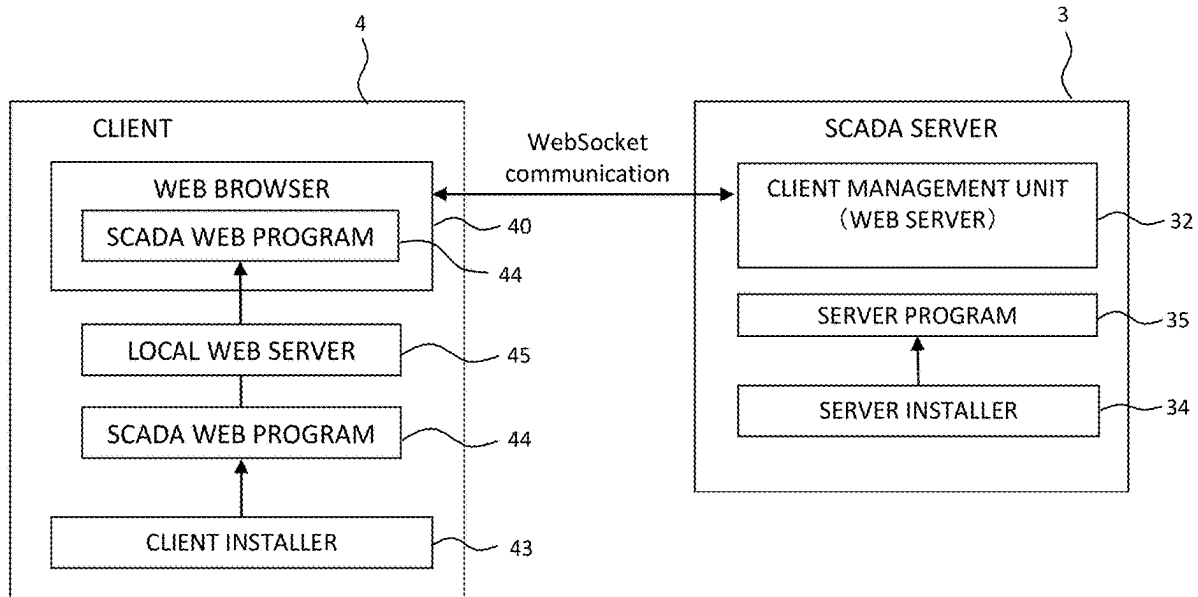 4
CLIENT
WEB BROWSER
SCADA WEB PROGRAM
40
44
LOCAL WEB SERVER
45
SCADA WEB PROGRAM
44
CLIENT INSTALLER
43
WebSocket
communication
3
SCADA SERVER
CLIENT MANAGEMENT UNIT
(WEB SERVER)
32
SERVER PROGRAM
35
SERVER INSTALLER
34